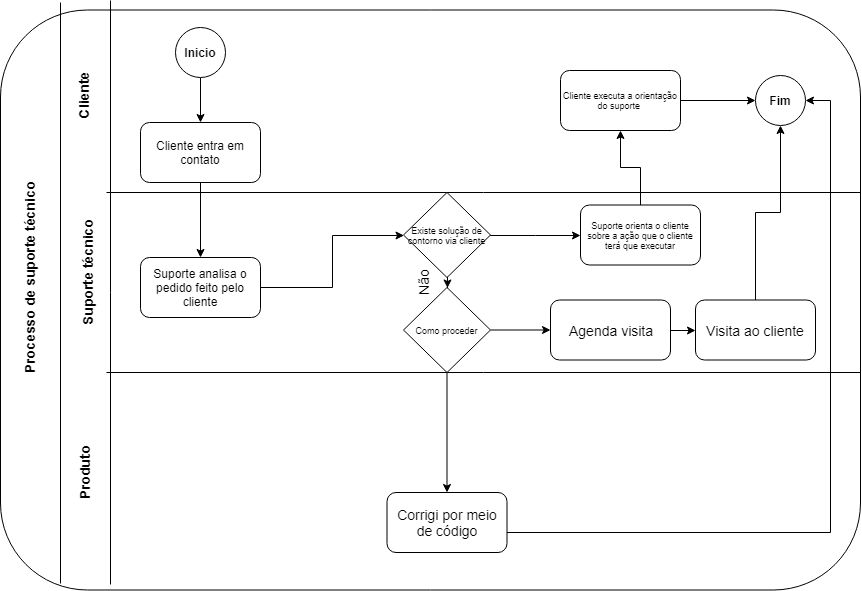 Processo de suporte técnico
Cliente
Inicio
Cliente entra em
contato
Cliente executa a orientação
do suporte
Fim
Suporte técnico
Suporte analisa o
pedido feito pelo
cliente
Existe solução de
contorno via cliente
Suporte orienta o cliente
sobre a ação que o cliente
terá que executar
Não
Como proceder
Agenda visita
Visita ao cliente
Produto
Corrigi por meio
de código